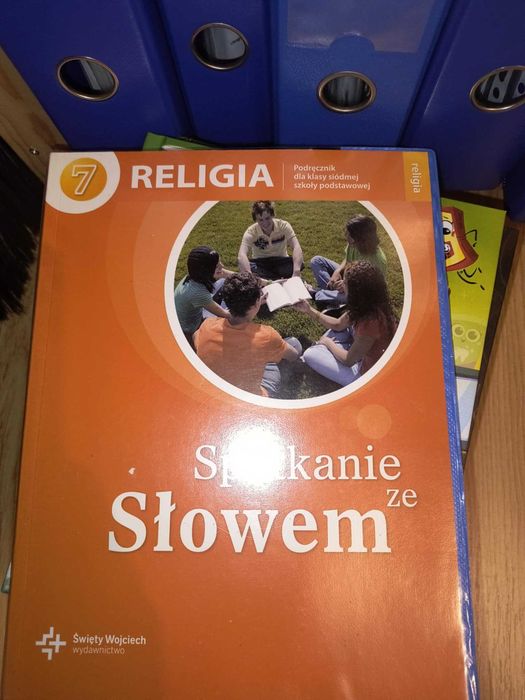 7 RELIGIA
Podręcznik
dla klasy siódmej
szkoły podstawowej
religia
Spotkanie
ze
Słowem
Święty Wojciech
wydawnictwo